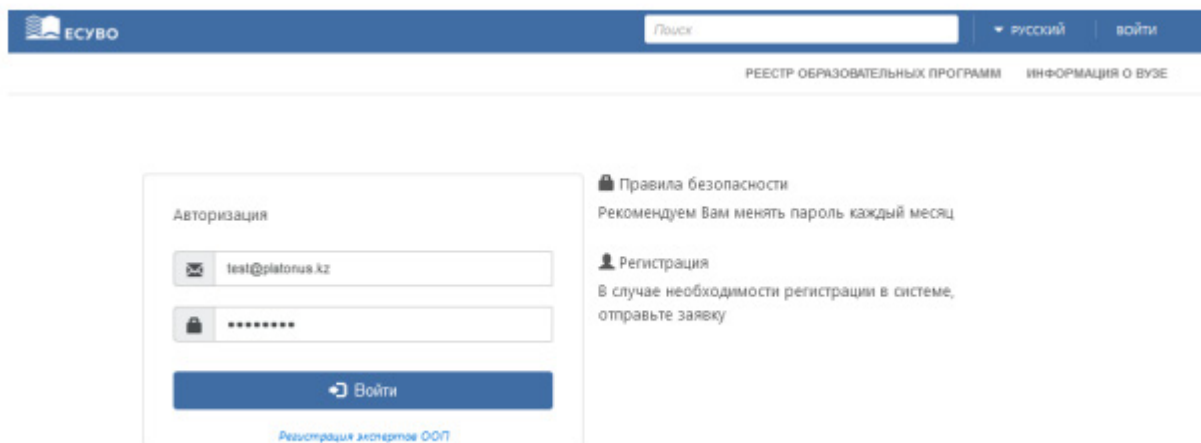 ЕСУВО
Поиск
РУССКИЙ
ВОЙТИ
РЕЕСТР ОБРАЗОВАТЕЛЬНЫХ ПРОГРАММ
ИНФОРМАЦИЯ О ВУЗЕ
Авторизация
test@platonus.kz
••••••••
Войти
Регистрация экспертов ООП
Правила безопасности
Рекомендуем Вам менять пароль каждый месяц
Регистрация
В случае необходимости регистрации в системе,
отправьте заявку